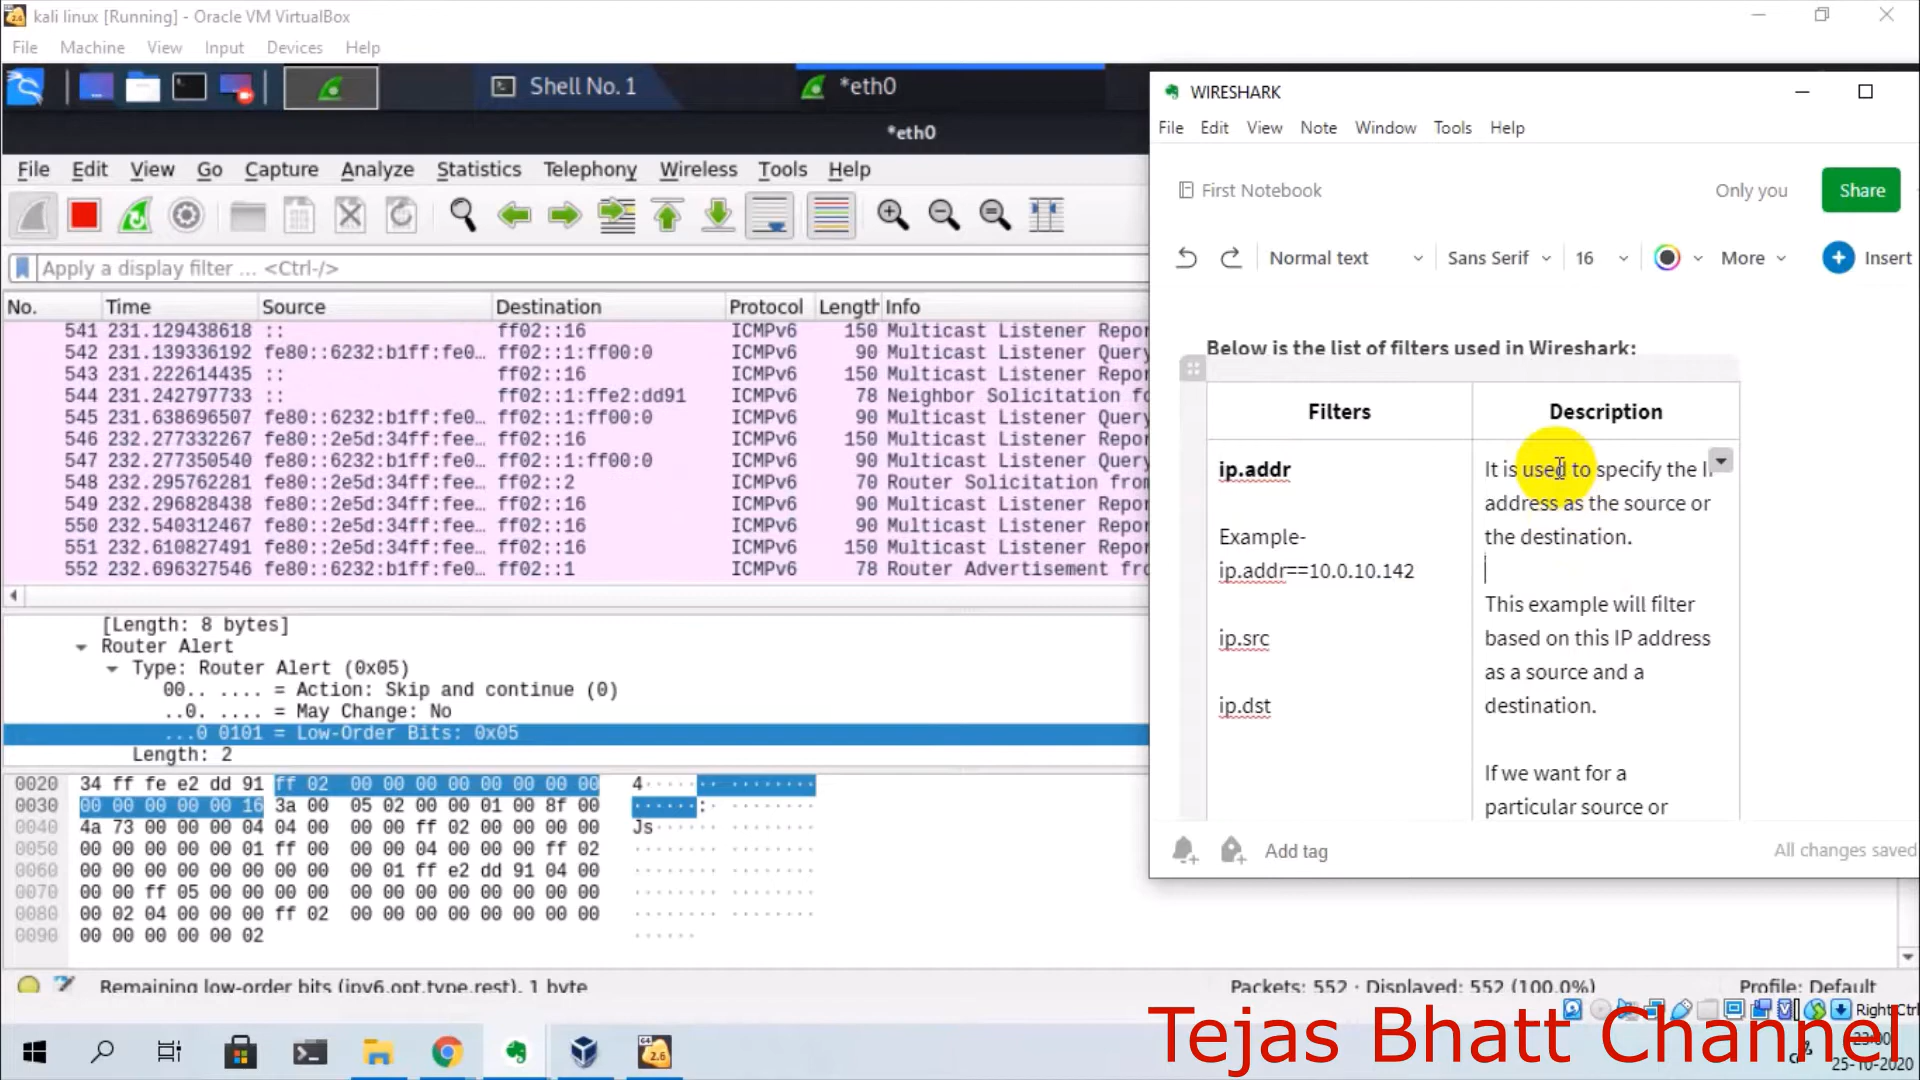 kali linux [Running] - Oracle VM VirtualBox
File Machine View Input Devices Help
Shell No. 1
*eth0
*eth0
File Edit View Go Capture Analyze Statistics Telephony Wireless Tools Help
Apply a display filter ... <Ctrl-/>
No. Time Source Destination Protocol Length Info
541 231.129438618 :: ff02::16 ICMPv6 150 Multicast Listener Repor
542 231.139336192 fe80::6232:b1ff:fe0… ff02::1:ff00:0 ICMPv6 90 Multicast Listener Query
543 231.222614435 :: ff02::16 ICMPv6 150 Multicast Listener Repor
544 231.242797733 :: ff02::1:ffe2:dd91 ICMPv6 78 Neighbor Solicitation fo
545 231.638696507 fe80::6232:b1ff:fe0… ff02::1:ff00:0 ICMPv6 90 Multicast Listener Query
546 232.277332267 fe80::2e5d:34ff:fee… ff02::16 ICMPv6 150 Multicast Listener Repor
547 232.277350540 fe80::6232:b1ff:fe0… ff02::1:ff00:0 ICMPv6 90 Multicast Listener Query
548 232.295762281 fe80::2e5d:34ff:fee… ff02::2 ICMPv6 70 Router Solicitation from
549 232.296828438 fe80::2e5d:34ff:fee… ff02::16 ICMPv6 90 Multicast Listener Repor
550 232.540312467 fe80::2e5d:34ff:fee… ff02::16 ICMPv6 90 Multicast Listener Repor
551 232.610827491 fe80::2e5d:34ff:fee… ff02::16 ICMPv6 150 Multicast Listener Repor
552 232.696327546 fe80::6232:b1ff:fe0… ff02::1 ICMPv6 78 Router Advertisement fro
[Length: 8 bytes]
Router Alert
Type: Router Alert (0x05)
00.. .... = Action: Skip and continue (0)
..0. .... = May Change: No
...0 0101 = Low-Order Bits: 0x05
Length: 2
0020 34 ff fe e2 dd 91 ff 02 00 00 00 00 00 00 00 00 4····· ·· ········
0030 00 00 00 00 00 16 3a 00 05 02 00 00 01 00 8f 00 ······:· ········
0040 4a 73 00 00 00 04 04 00 00 00 ff 02 00 00 00 00 Js······ ········
0050 00 00 00 00 00 01 ff 00 00 00 04 00 00 00 ff 02 ········ ········
0060 00 00 00 00 00 00 00 00 00 01 ff e2 dd 91 04 00 ········ ········
0070 00 00 ff 05 00 00 00 00 00 00 00 00 00 00 00 00 ········ ········
0080 00 02 04 00 00 00 ff 02 00 00 00 00 00 00 00 00 ········ ········
0090 00 00 00 00 00 02 ······
Remaining low-order bits (ipv6.opt.type.rest), 1 byte
Packets: 552 · Displayed: 552 (100.0%)
Profile: Default
WIRESHARK
File Edit View Note Window Tools Help
First Notebook
Only you
Share
Normal text Sans Serif 16 More Insert
Below is the list of filters used in Wireshark:
Filters
Description
ip.addr
Example-
ip.addr==10.0.10.142
ip.src
ip.dst
It is used to specify the I
address as the source or
the destination.
This example will filter
based on this IP address
as a source and a
destination.
If we want for a
particular source or
Add tag
All changes saved
Right Ctrl
64
2.6
Tejas Bhatt Channel
23:00
25-10-2020